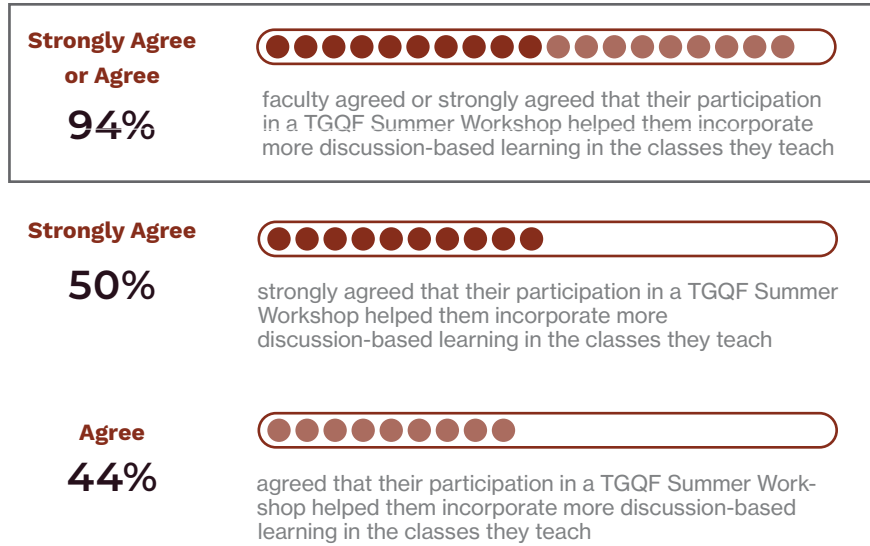 Strongly Agree
or Agree
94%
faculty agreed or strongly agreed that their participation
in a TGQF Summer Workshop helped them incorporate
more discussion-based learning in the classes they teach
Strongly Agree
50%
strongly agreed that their participation in a TGQF Summer
Workshop helped them incorporate more
discussion-based learning in the classes they teach
Agree
44%
agreed that their participation in a TGQF Summer Work-
shop helped them incorporate more discussion-based
learning in the classes they teach